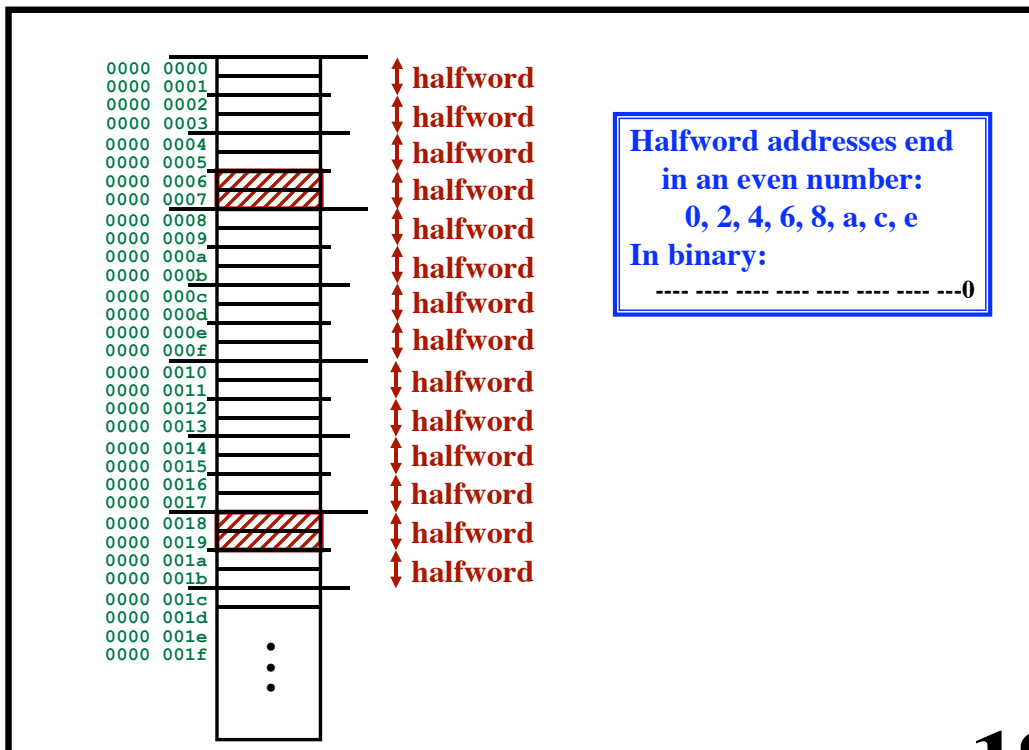 0000 0000
0000 0001
0000 0002
0000 0003
0000 0004
0000 0005
0000 0006
0000 0007
0000 0008
0000 0009
0000 000a
0000 000b
0000 000c
0000 000d
0000 000e
0000 000f
0000 0010
0000 0011
0000 0012
0000 0013
0000 0014
0000 0015
0000 0016
0000 0017
0000 0018
0000 0019
0000 001a
0000 001b
0000 001c
0000 001d
0000 001e
0000 001f
halfword
halfword
halfword
halfword
halfword
halfword
halfword
halfword
halfword
halfword
halfword
halfword
halfword
halfword
Halfword addresses end
in an even number:
0, 2, 4, 6, 8, a, c, e
In binary:
---- ---- ---- ---- ---- ---- ---- ---0